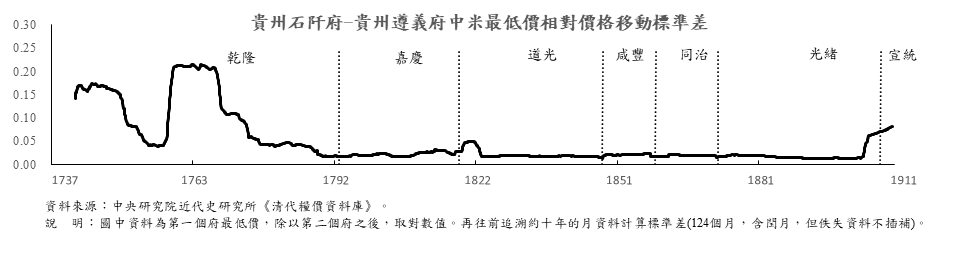 貴州石阡府–貴州遵義府中米最低價相對價格移動標準差
0.30
0.25
0.20
0.15
0.10
0.05
0.00
乾隆 嘉慶 道光 咸豐 同治 光緒 宣統
1737 1763 1792 1822 1851 1881 1911
資料來源：中央研究院近代史研究所《清代糧價資料庫》。
說　明：圖中資料為第一個府最低價，除以第二個府之後，取對數值。再往前追溯約十年的月資料計算標準差(124個月，含閏月，但佚失資料不插補)。